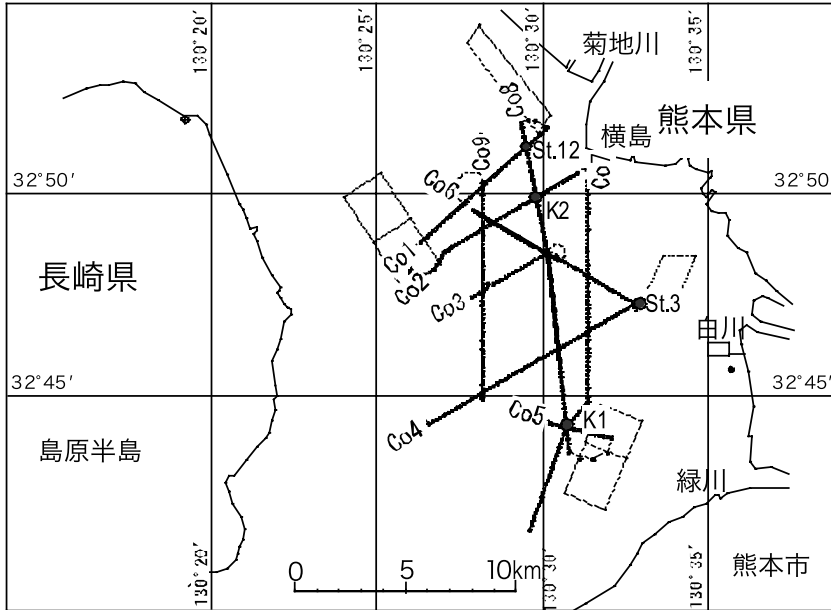 130° 20′
130° 25′
130° 30′
130° 35′
菊地川
熊本県
横島
Co8
Co9
Co7
St.12
32°50′
32°50
Co6
K2
長崎県
Co1
Co2
Co3
St.3
白川
32°45′
32°45
Co4
Co5
K1
島原半島
緑川
130° 20′
130° 30′
130° 35′
0
5
10km
熊本市